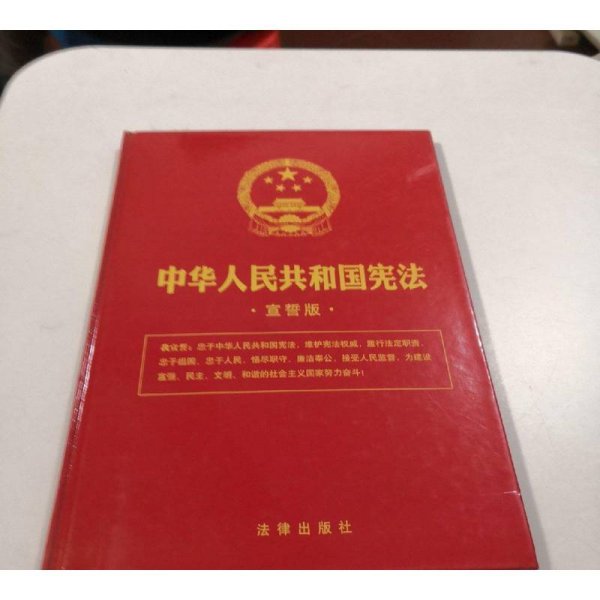 中华人民共和国宪法
·宣誓版·
我宣誓：忠于中华人民共和国宪法，维护宪法权威，履行法定职责，
忠于祖国、忠于人民，恪尽职守、廉洁奉公，接受人民监督，为建设
富强、民主、文明、和谐的社会主义国家努力奋斗！
法律出版社